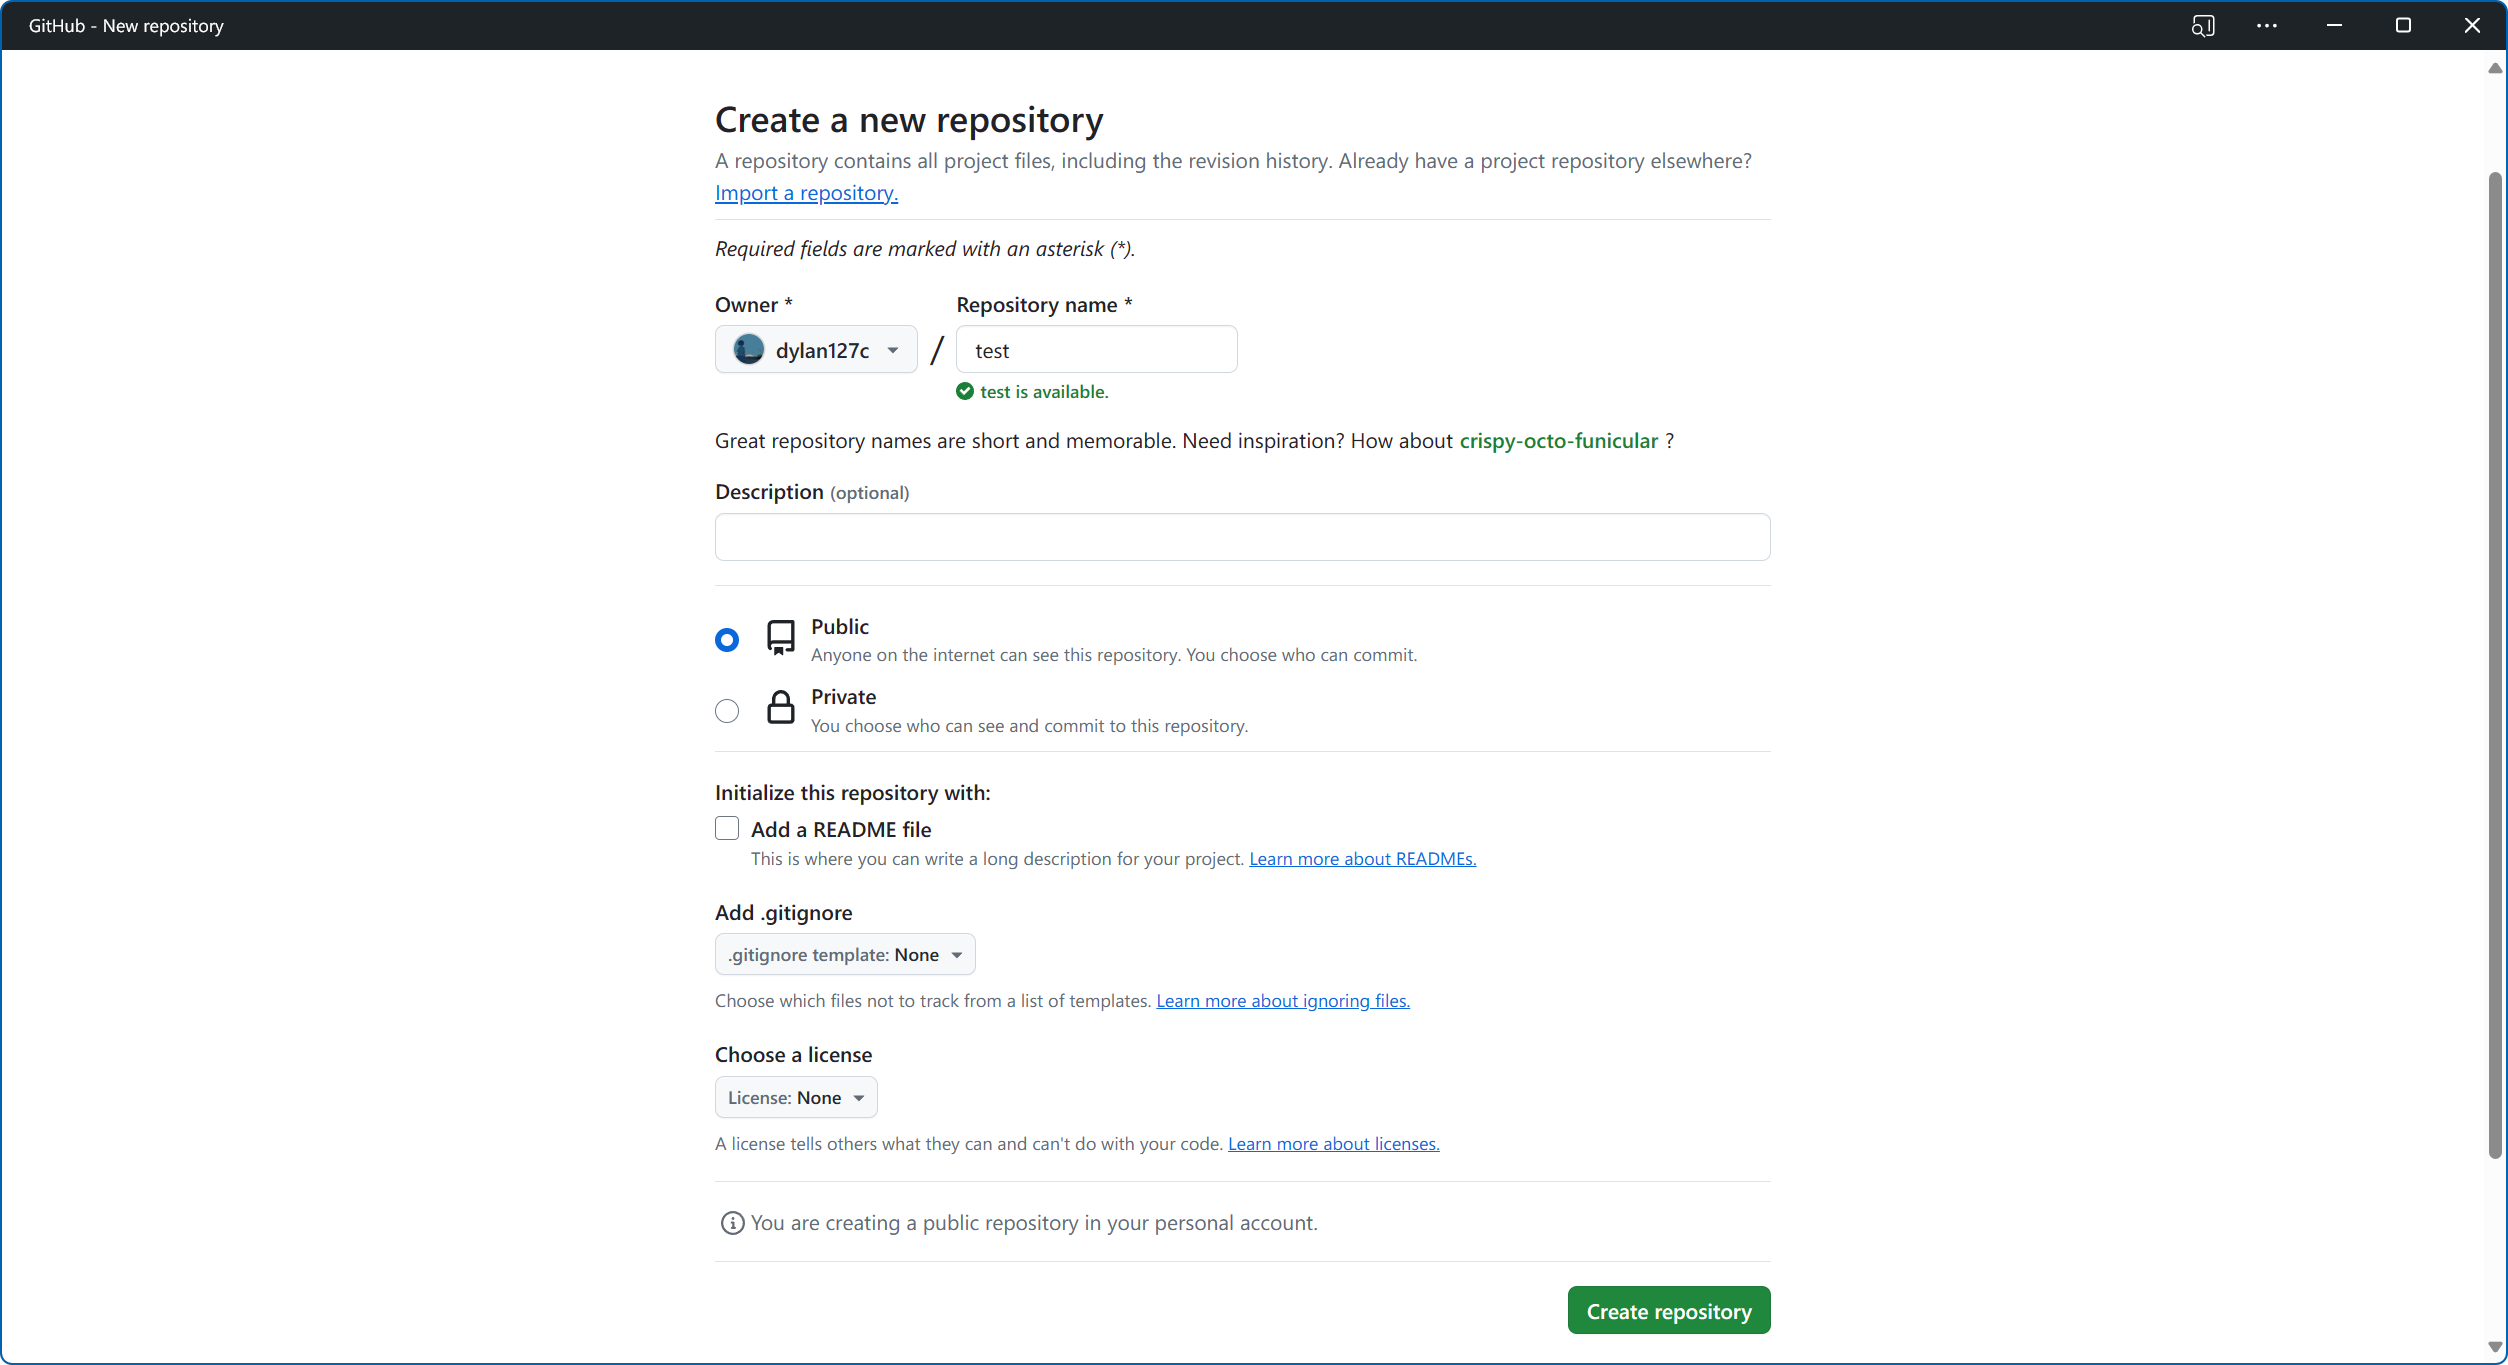 GitHub - New repository
Create a new repository
A repository contains all project files, including the revision history. Already have a project repository elsewhere?
Import a repository.
Required fields are marked with an asterisk (*).
Owner *
Repository name *
dylan127c / test
test is available.
Great repository names are short and memorable. Need inspiration? How about crispy-octo-funicular ?
Description (optional)
Public
Anyone on the internet can see this repository. You choose who can commit.
Private
You choose who can see and commit to this repository.
Initialize this repository with:
Add a README file
This is where you can write a long description for your project. Learn more about READMEs.
Add .gitignore
.gitignore template: None
Choose which files not to track from a list of templates. Learn more about ignoring files.
Choose a license
License: None
A license tells others what they can and can't do with your code. Learn more about licenses.
You are creating a public repository in your personal account.
Create repository